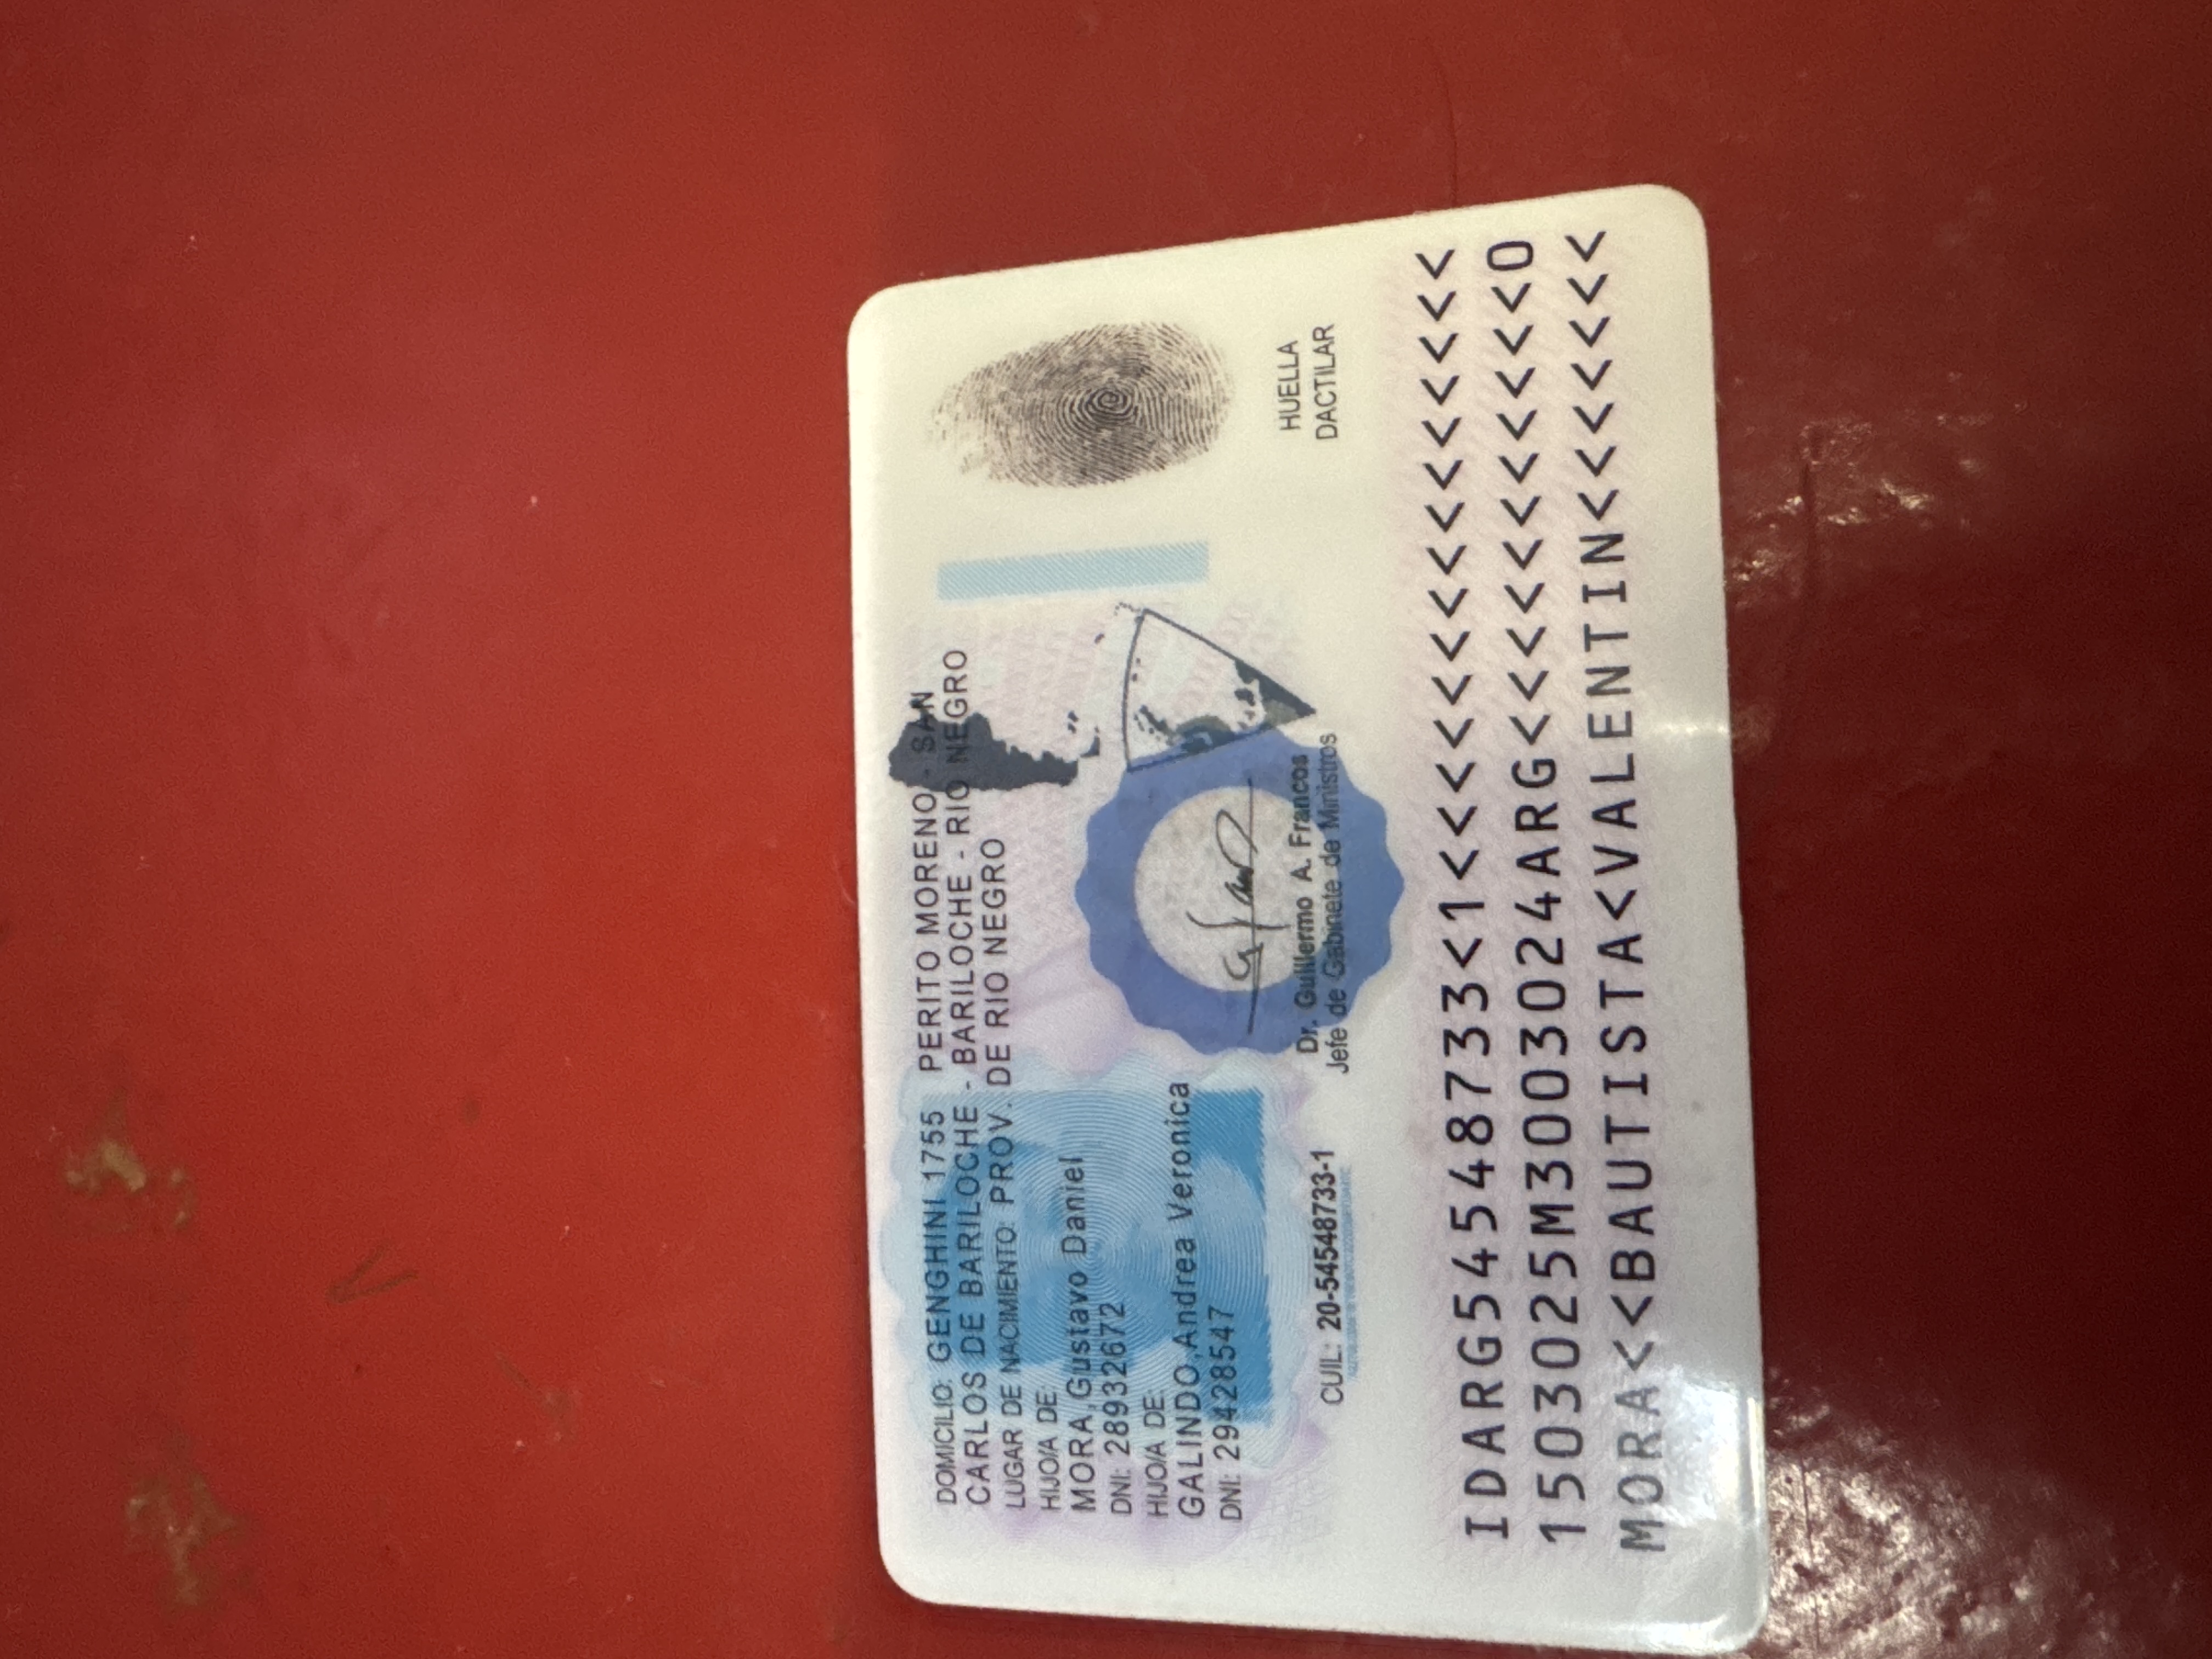 DOMICILIO: GENGHINI 1755 PERITO MORENO - SAN
CARLOS DE BARILOCHE - BARILOCHE - RIO NEGRO
LUGAR DE NACIMIENTO: PROV. DE RIO NEGRO
HIJO/A DE:
MORA,Gustavo Daniel
DNI: 28932672
HIJO/A DE:
GALINDO,Andrea Veronica
DNI: 29428547
CUIL: 20-54548733-1
Dr. Guillermo A. Francos
Jefe de Gabinete de Ministros
HUELLA
DACTILAR
IDARG54548733<1<<<<<<<<<<<<<<<
1503025M3003024ARG<<<<<<<<<<<0
MORA<<BAUTISTA<VALENTIN<<<<<<<